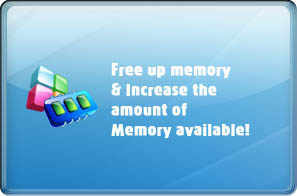 Free up memory
& Increase the
amount of
Memory available!